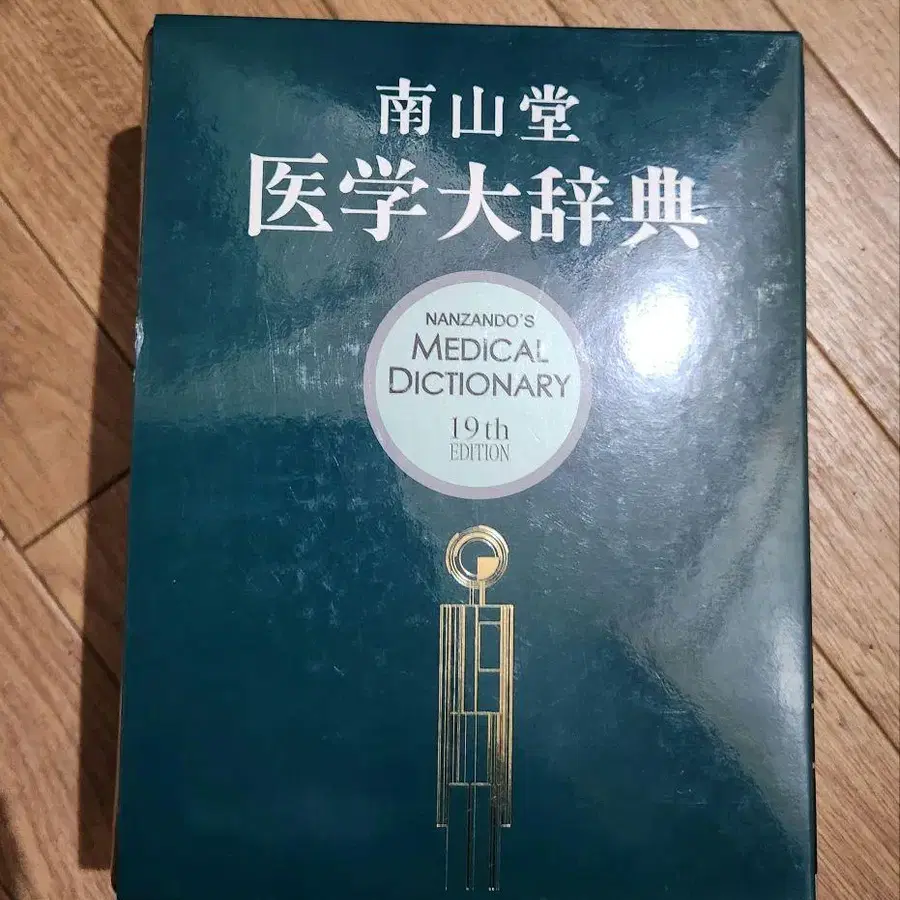 南山堂
医学大辞典
NANZANDO'S
MEDICAL
DICTIONARY
19th
EDITION